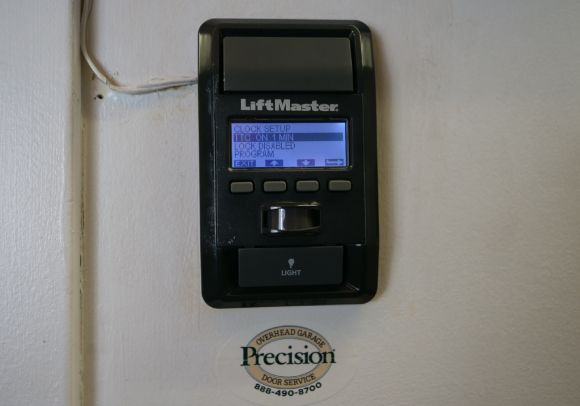 LiftMaster
CLOCK SETUP
TTC: ON: 1 MIN
LOCK DISABLED
PROGRAM
EXIT
LIGHT
OVERHEAD GARAGE
Precision
DOOR SERVICE
888-490-8700